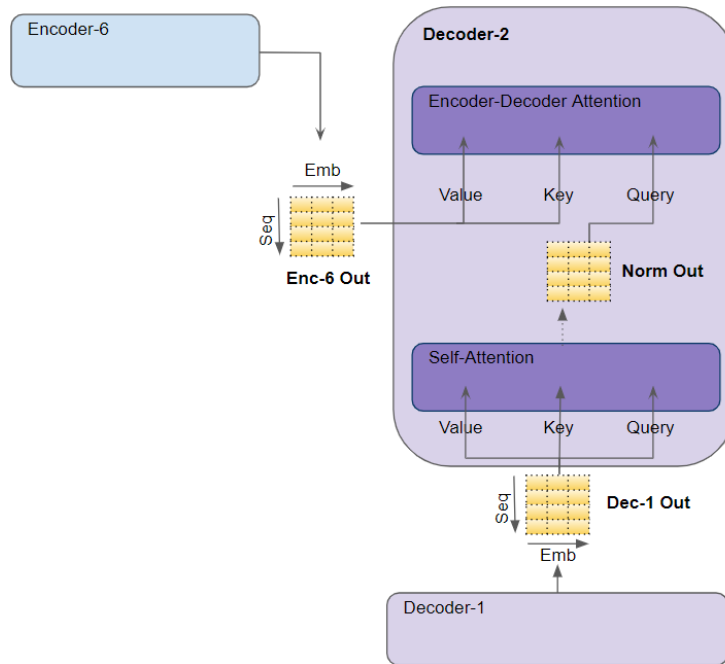 Encoder-6
Decoder-2
Encoder-Decoder Attention
Emb
Value Key Query
Seq
Enc-6 Out
Norm Out
Self-Attention
Value Key Query
Seq
Dec-1 Out
Emb
Decoder-1